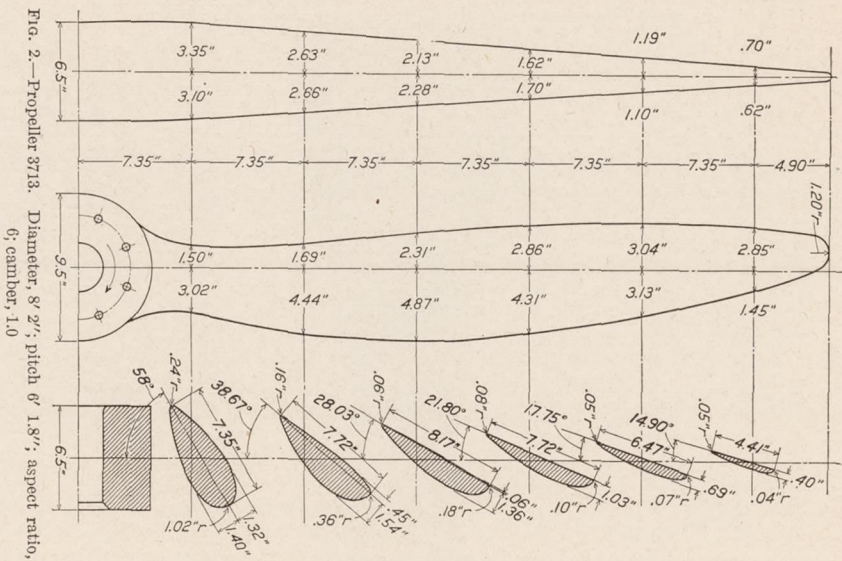 3.35" 2.63" 2.13" 1.62" 1.19" .70"
6.5"
3.10" 2.66" 2.28" 1.70" 1.10" .62"
7.35" 7.35" 7.35" 7.35" 7.35" 7.35" 4.90"
1.20"r
9.5"
1.50" 1.69" 2.31" 2.86" 3.04" 2.85"
3.02" 4.44" 4.87" 4.31" 3.13" 1.45"
58° .24"r 38.67° .16"r 28.03° .06"r 21.80° .08"r 17.75° .05"r 14.90° .05"r
7.35" 7.72" 8.17" 7.72" 6.47" 4.41"
6.5"
1.02"r 1.32" 1.40" .36"r .45" 1.54" .18"r .06" 1.36" .10"r 1.03" .07"r .69" .04"r .40"
FIG. 2.—Propeller 3713. Diameter, 8' 2"; pitch 6' 1.8"; aspect ratio,
6; camber, 1.0